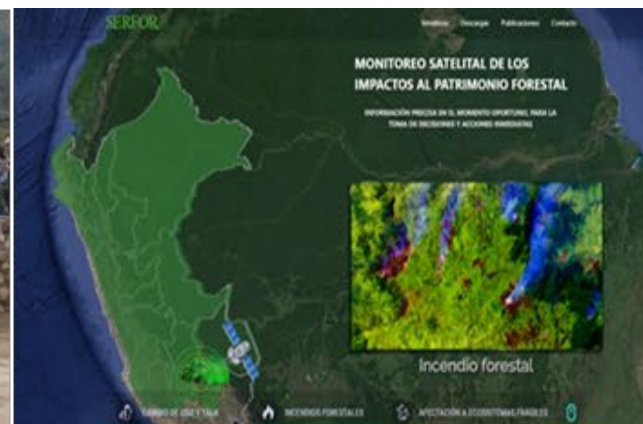 SERFOR
Servicios Descargas Publicaciones Contacto
MONITOREO SATELITAL DE LOS
IMPACTOS AL PATRIMONIO FORESTAL
INFORMACIÓN PRECISA EN EL MOMENTO OPORTUNO, PARA LA
TOMA DE DECISIONES Y ACCIONES INMEDIATAS
Incendio forestal
CAMBIO DE USO Y TALA INCENDIOS FORESTALES AFECTACIÓN A ECOSISTEMAS FRÁGILES